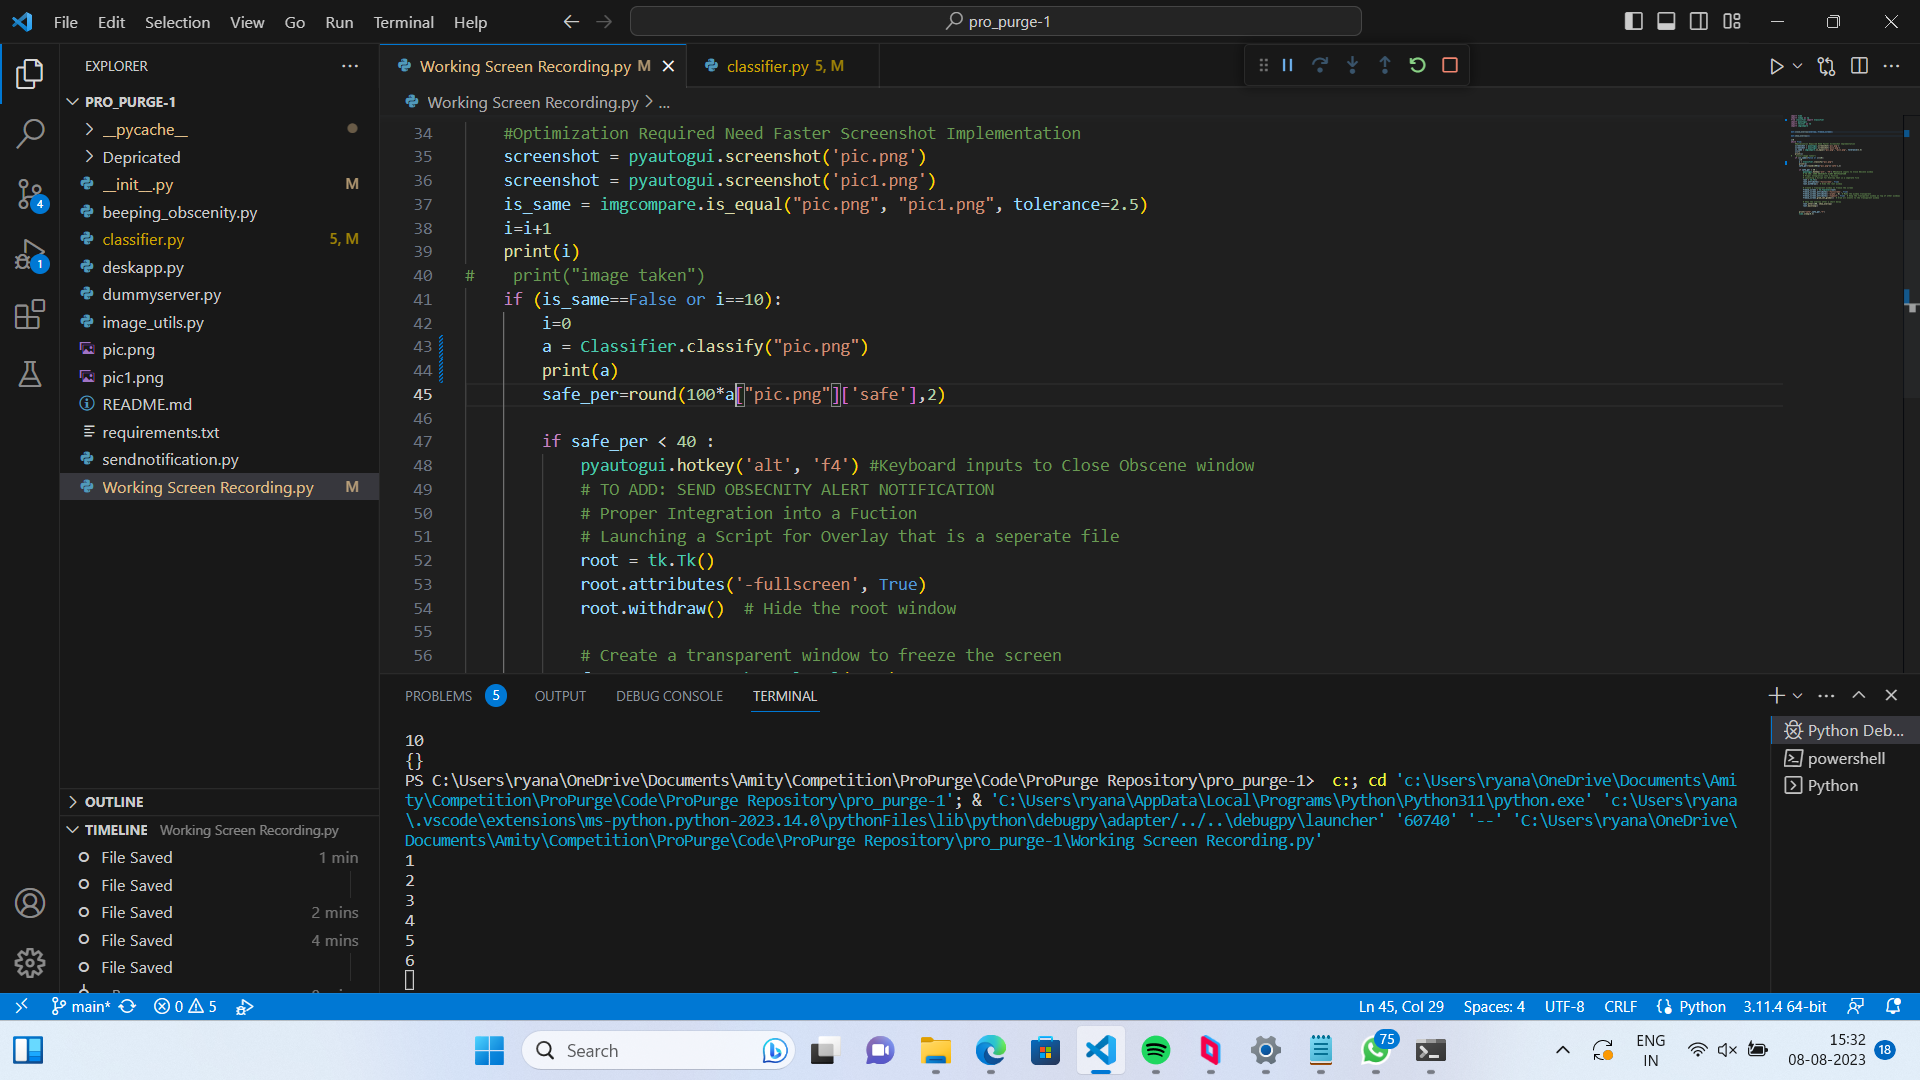 File Edit Selection View Go Run Terminal Help
pro_purge-1
EXPLORER
PRO_PURGE-1
__pycache__
Depricated
__init__.py M
beeping_obscenity.py
classifier.py 5, M
deskapp.py
dummyserver.py
image_utils.py
pic.png
pic1.png
README.md
requirements.txt
sendnotification.py
Working Screen Recording.py M
OUTLINE
TIMELINE Working Screen Recording.py
File Saved 1 min
File Saved
File Saved 2 mins
File Saved 4 mins
File Saved
4
1
Working Screen Recording.py M
classifier.py 5, M
Working Screen Recording.py > ...
34 #Optimization Required Need Faster Screenshot Implementation
35 screenshot = pyautogui.screenshot('pic.png')
36 screenshot = pyautogui.screenshot('pic1.png')
37 is_same = imgcompare.is_equal("pic.png", "pic1.png", tolerance=2.5)
38 i=i+1
39 print(i)
40 # print("image taken")
41 if (is_same==False or i==10):
42 i=0
43 a = Classifier.classify("pic.png")
44 print(a)
45 safe_per=round(100*a["pic.png"]['safe'],2)
46
47 if safe_per < 40 :
48 pyautogui.hotkey('alt', 'f4') #Keyboard inputs to Close Obscene window
49 # TO ADD: SEND OBSECNITY ALERT NOTIFICATION
50 # Proper Integration into a Fuction
51 # Launching a Script for Overlay that is a seperate file
52 root = tk.Tk()
53 root.attributes('-fullscreen', True)
54 root.withdraw() # Hide the root window
55
56 # Create a transparent window to freeze the screen
PROBLEMS 5 OUTPUT DEBUG CONSOLE TERMINAL
10
{}
PS C:\Users\ryana\OneDrive\Documents\Amity\Competition\ProPurge\Code\ProPurge Repository\pro_purge-1> c:; cd 'c:\Users\ryana\OneDrive\Documents\Ami
ty\Competition\ProPurge\Code\ProPurge Repository\pro_purge-1'; & 'C:\Users\ryana\AppData\Local\Programs\Python\Python311\python.exe' 'c:\Users\ryana
\.vscode\extensions\ms-python.python-2023.14.0\pythonFiles\lib\python\debugpy\adapter/../..\debugpy\launcher' '60740' '--' 'C:\Users\ryana\OneDrive\
Documents\Amity\Competition\ProPurge\Code\ProPurge Repository\pro_purge-1\Working Screen Recording.py'
1
2
3
4
5
6
Python Deb...
powershell
Python
main* 0 5
Ln 45, Col 29 Spaces: 4 UTF-8 CRLF Python 3.11.4 64-bit
Search
75
ENG
IN
15:32
08-08-2023
18